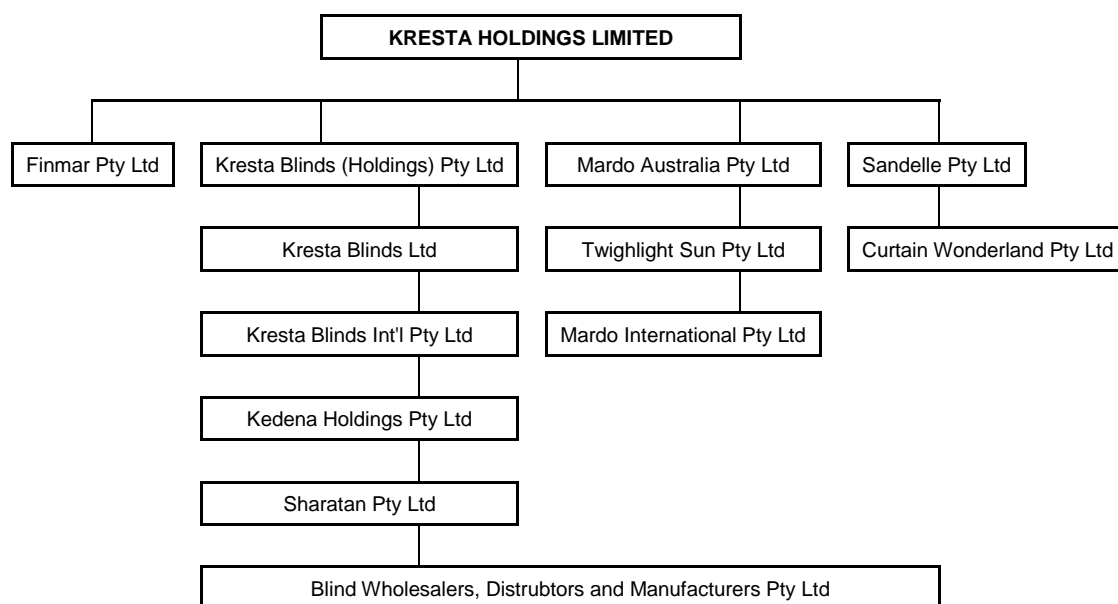 KRESTA HOLDINGS LIMITED
Finmar Pty Ltd
Kresta Blinds (Holdings) Pty Ltd
Mardo Australia Pty Ltd
Sandelle Pty Ltd
Kresta Blinds Ltd
Twighlight Sun Pty Ltd
Curtain Wonderland Pty Ltd
Kresta Blinds Int'l Pty Ltd
Mardo International Pty Ltd
Kedena Holdings Pty Ltd
Sharatan Pty Ltd
Blind Wholesalers, Distrubtors and Manufacturers Pty Ltd